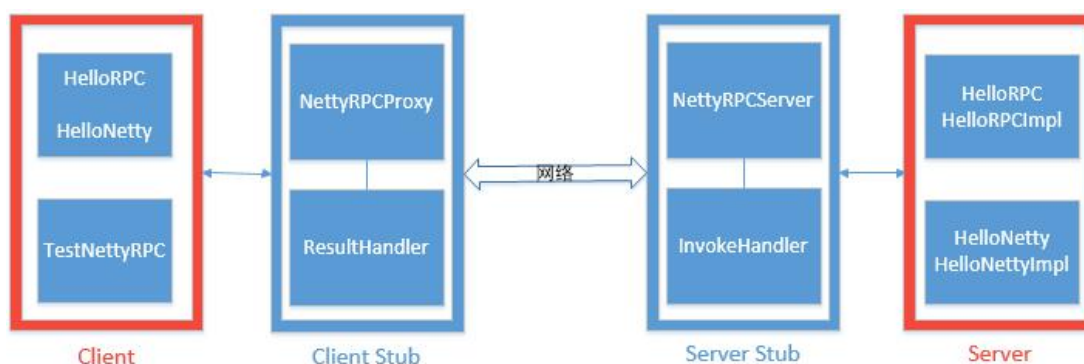 HelloRPC
HelloNetty
TestNettyRPC
Client
NettyRPCProxy
ResultHandler
Client Stub
网络
NettyRPCServer
InvokeHandler
Server Stub
HelloRPC
HelloRPCImpl
HelloNetty
HelloNettyImpl
Server